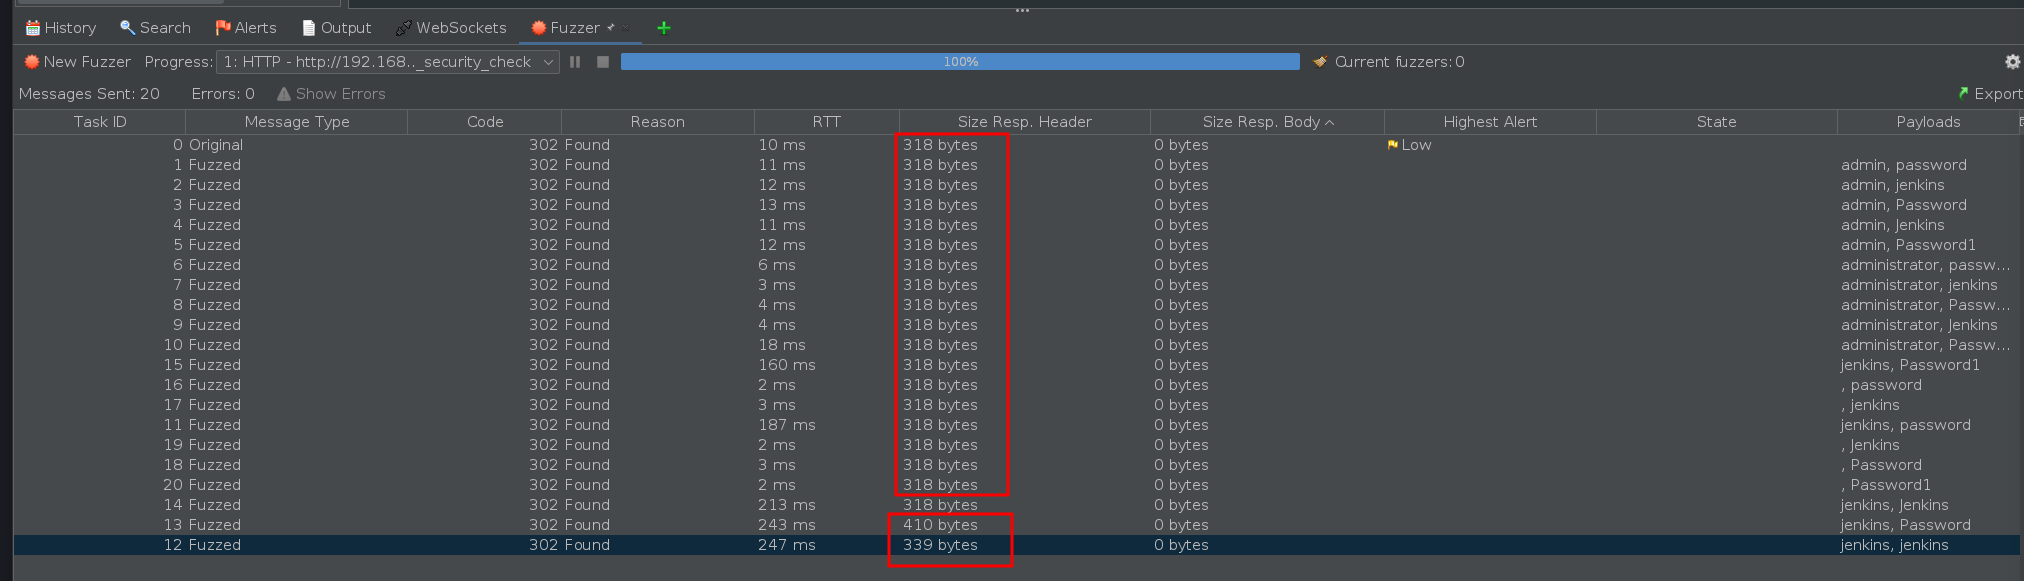 History Search Alerts Output WebSockets Fuzzer
New Fuzzer Progress: 1: HTTP - http://192.168.._security_check 100% Current fuzzers: 0
Messages Sent: 20 Errors: 0 Show Errors Export
Task ID Message Type Code Reason RTT Size Resp. Header Size Resp. Body Highest Alert State Payloads
0 Original 302 Found 10 ms 318 bytes 0 bytes Low
1 Fuzzed 302 Found 11 ms 318 bytes 0 bytes admin, password
2 Fuzzed 302 Found 12 ms 318 bytes 0 bytes admin, jenkins
3 Fuzzed 302 Found 13 ms 318 bytes 0 bytes admin, Password
4 Fuzzed 302 Found 11 ms 318 bytes 0 bytes admin, Jenkins
5 Fuzzed 302 Found 12 ms 318 bytes 0 bytes admin, Password1
6 Fuzzed 302 Found 6 ms 318 bytes 0 bytes administrator, passw...
7 Fuzzed 302 Found 3 ms 318 bytes 0 bytes administrator, jenkins
8 Fuzzed 302 Found 4 ms 318 bytes 0 bytes administrator, Passw...
9 Fuzzed 302 Found 4 ms 318 bytes 0 bytes administrator, Jenkins
10 Fuzzed 302 Found 18 ms 318 bytes 0 bytes administrator, Passw...
15 Fuzzed 302 Found 160 ms 318 bytes 0 bytes jenkins, Password1
16 Fuzzed 302 Found 2 ms 318 bytes 0 bytes , password
17 Fuzzed 302 Found 3 ms 318 bytes 0 bytes , jenkins
11 Fuzzed 302 Found 187 ms 318 bytes 0 bytes jenkins, password
19 Fuzzed 302 Found 2 ms 318 bytes 0 bytes , Jenkins
18 Fuzzed 302 Found 3 ms 318 bytes 0 bytes , Password
20 Fuzzed 302 Found 2 ms 318 bytes 0 bytes , Password1
14 Fuzzed 302 Found 213 ms 318 bytes 0 bytes jenkins, Jenkins
13 Fuzzed 302 Found 243 ms 410 bytes 0 bytes jenkins, Password
12 Fuzzed 302 Found 247 ms 339 bytes 0 bytes jenkins, jenkins